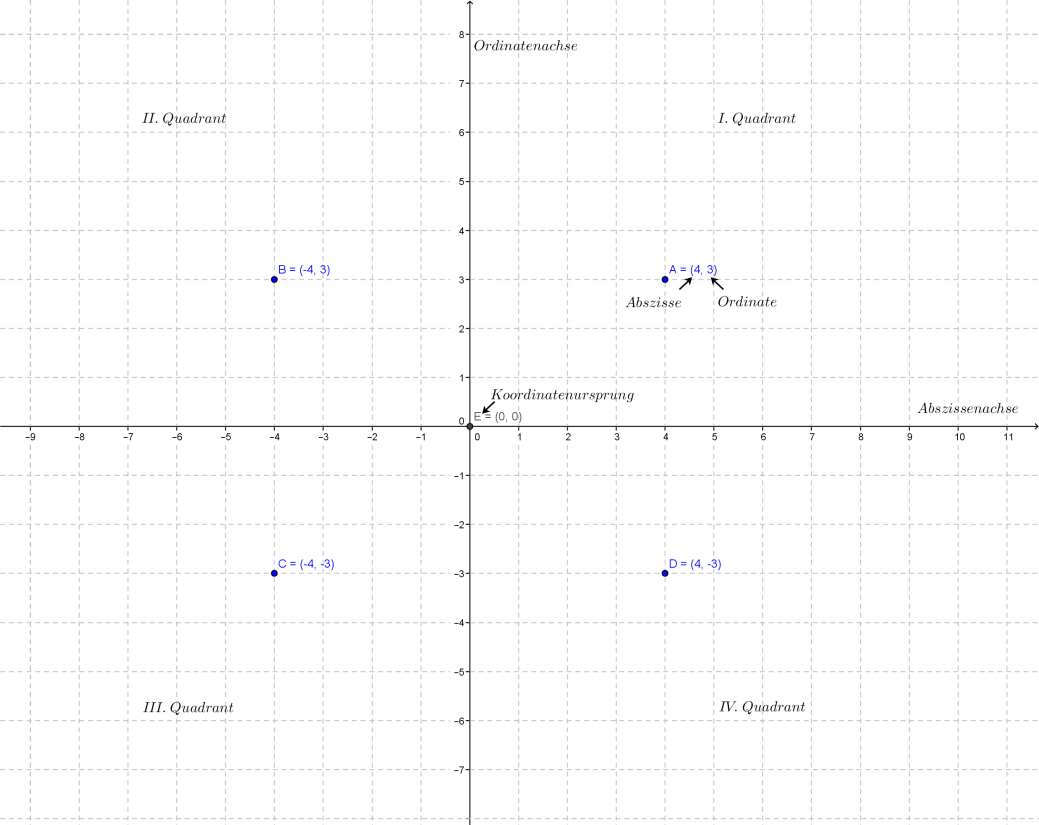 8
Ordinatenachse
7
II. Quadrant
I. Quadrant
6
5
4
B = (-4, 3)
A = (4, 3)
3
Abszisse
Ordinate
2
1
Koordinatenursprung
E = (0, 0)
Abszissenachse
0
−9 −8 −7 −6 −5 −4 −3 −2 −1 0 1 2 3 4 5 6 7 8 9 10 11
−1
−2
C = (-4, -3)
D = (4, -3)
−3
−4
−5
III. Quadrant
IV. Quadrant
−6
−7